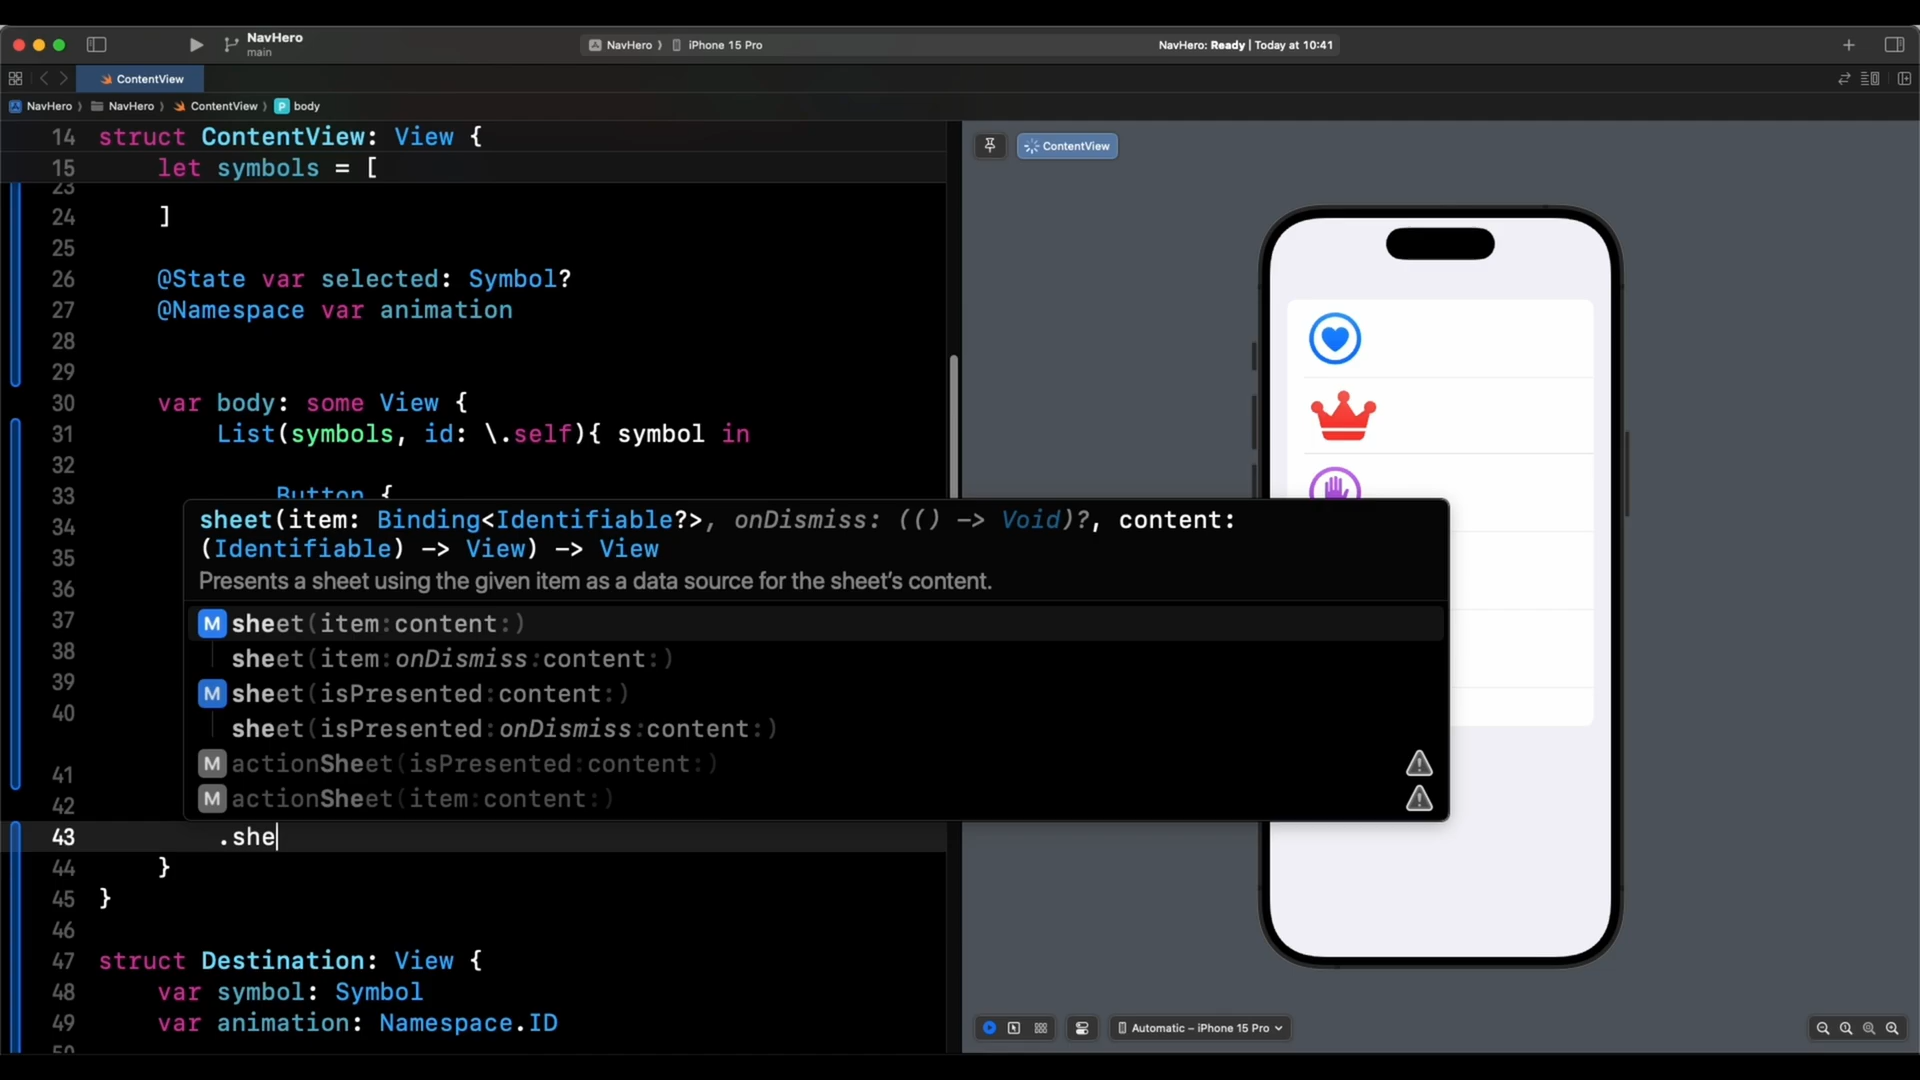 NavHero
main
NavHero ⟩ iPhone 15 Pro
NavHero: Ready | Today at 10:41
ContentView
NavHero ⟩ NavHero ⟩ ContentView ⟩ P body
14 struct ContentView: View {
15 let symbols = [
23
24 ]
25
26 @State var selected: Symbol?
27 @Namespace var animation
28
29
30 var body: some View {
31 List(symbols, id: \.self){ symbol in
32
33 Button {
34
35
36
37
38
39
40
41
42
43 .she
44 }
45 }
46
47 struct Destination: View {
48 var symbol: Symbol
49 var animation: Namespace.ID
50
sheet(item: Binding<Identifiable?>, onDismiss: (() -> Void)?, content:
(Identifiable) -> View) -> View
Presents a sheet using the given item as a data source for the sheet’s content.
M sheet(item:content:)
sheet(item:onDismiss:content:)
M sheet(isPresented:content:)
sheet(isPresented:onDismiss:content:)
M actionSheet(isPresented:content:)
M actionSheet(item:content:)
ContentView
Automatic – iPhone 15 Pro